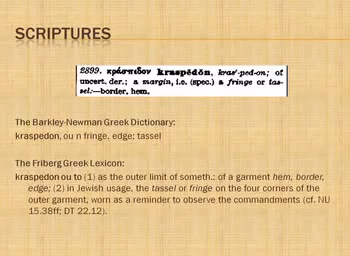 SCRIPTURES
2899. κράσπεδον kraspĕdŏn, kras'-ped-on; of
uncert. der.; a margin, i.e. (spec.) a fringe or tas-
sel:—border, hem.
The Barkley-Newman Greek Dictionary:
kraspedon, ou n fringe, edge; tassel
The Friberg Greek Lexicon:
kraspedon ou to (1) as the outer limit of someth.: of a garment hem, border,
edge; (2) in Jewish usage, the tassel or fringe on the four corners of the
outer garment, worn as a reminder to observe the commandments (cf. NU
15.38ff; DT 22.12).